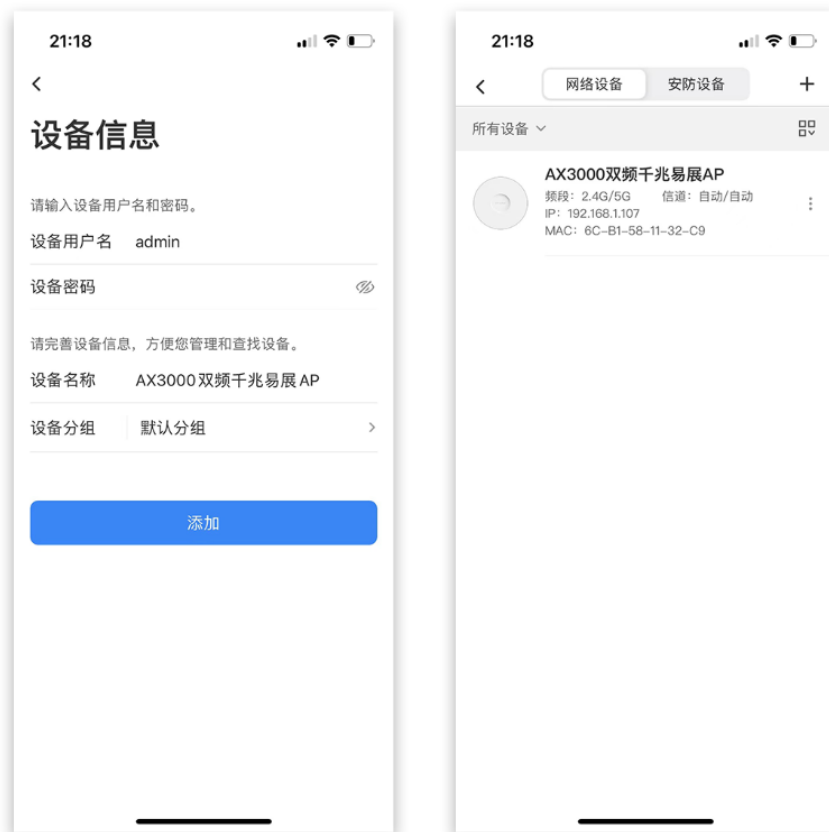 21:18
设备信息
请输入设备用户名和密码。
设备用户名 admin
设备密码
请完善设备信息，方便您管理和查找设备。
设备名称 AX3000双频千兆易展AP
设备分组 默认分组
添加
21:18
网络设备 安防设备
所有设备
AX3000双频千兆易展AP
频段：2.4G/5G 信道：自动/自动
IP：192.168.1.107
MAC：6C-B1-58-11-32-C9